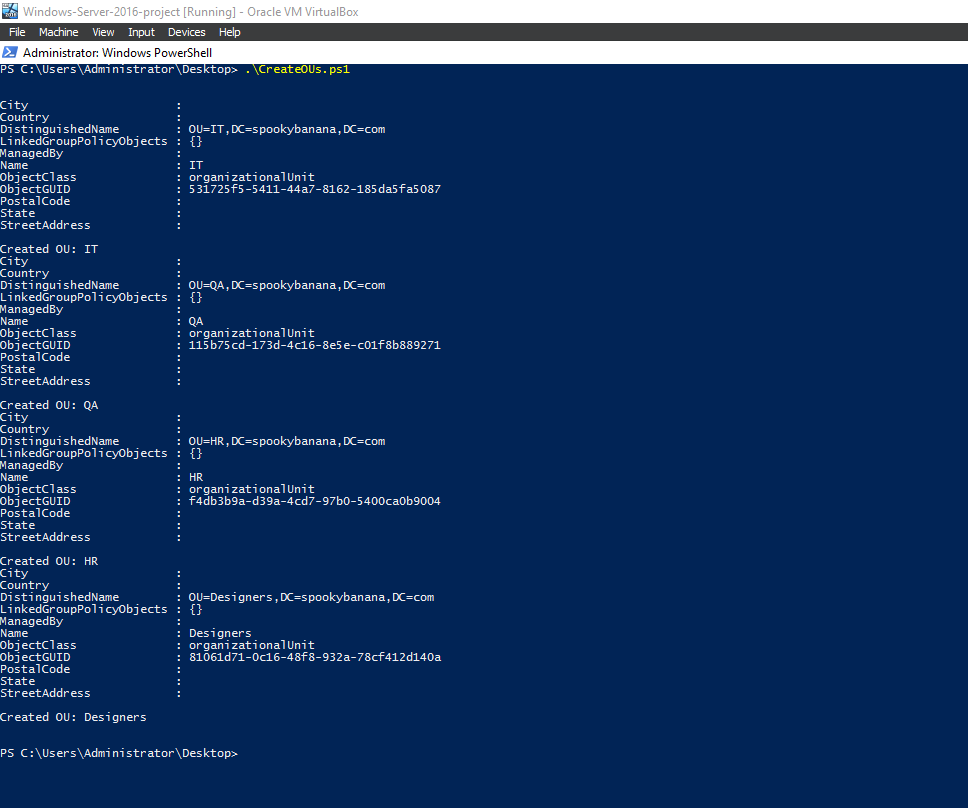 Windows-Server-2016-project [Running] - Oracle VM VirtualBox
File Machine View Input Devices Help
Administrator: Windows PowerShell
PS C:\Users\Administrator\Desktop> .\CreateOUs.ps1
City :
Country :
DistinguishedName : OU=IT,DC=spookybanana,DC=com
LinkedGroupPolicyObjects : {}
ManagedBy :
Name : IT
ObjectClass : organizationalUnit
ObjectGUID : 531725f5-5411-44a7-8162-185da5fa5087
PostalCode :
State :
StreetAddress :
Created OU: IT
City :
Country :
DistinguishedName : OU=QA,DC=spookybanana,DC=com
LinkedGroupPolicyObjects : {}
ManagedBy :
Name : QA
ObjectClass : organizationalUnit
ObjectGUID : 115b75cd-173d-4c16-8e5e-c01f8b889271
PostalCode :
State :
StreetAddress :
Created OU: QA
City :
Country :
DistinguishedName : OU=HR,DC=spookybanana,DC=com
LinkedGroupPolicyObjects : {}
ManagedBy :
Name : HR
ObjectClass : organizationalUnit
ObjectGUID : f4db3b9a-d39a-4cd7-97b0-5400ca0b9004
PostalCode :
State :
StreetAddress :
Created OU: HR
City :
Country :
DistinguishedName : OU=Designers,DC=spookybanana,DC=com
LinkedGroupPolicyObjects : {}
ManagedBy :
Name : Designers
ObjectClass : organizationalUnit
ObjectGUID : 81061d71-0c16-48f8-932a-78cf412d140a
PostalCode :
State :
StreetAddress :
Created OU: Designers
PS C:\Users\Administrator\Desktop>